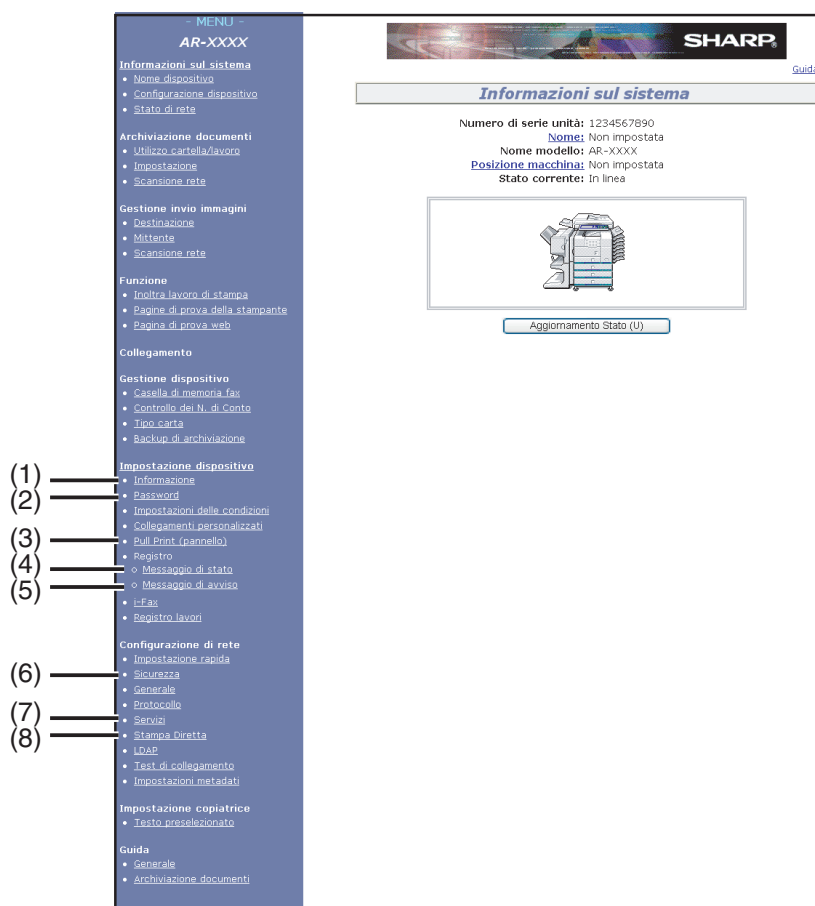 - MENU -
AR-XXXX
Informazioni sul sistema
• Nome dispositivo
• Configurazione dispositivo
• Stato di rete
Archiviazione documenti
• Utilizzo cartella/lavoro
• Impostazione
• Scansione rete
Gestione invio immagini
• Destinazione
• Mittente
• Scansione rete
Funzione
• Inoltra lavoro di stampa
• Pagine di prova della stampante
• Pagina di prova web
Collegamento
Gestione dispositivo
• Casella di memoria fax
• Controllo dei N. di Conto
• Tipo carta
• Backup di archiviazione
Impostazione dispositivo
(1) • Informazione
(2) • Password
• Impostazioni delle condizioni
• Collegamenti personalizzati
(3) • Pull Print (pannello)
• Registro
(4) ○ Messaggio di stato
(5) ○ Messaggio di avviso
• i-Fax
• Registro lavori
Configurazione di rete
• Impostazione rapida
(6) • Sicurezza
• Generale
• Protocollo
(7) • Servizi
(8) • Stampa Diretta
• LDAP
• Test di collegamento
• Impostazioni metadati
Impostazione copiatrice
• Testo preselezionato
Guida
• Generale
• Archiviazione documenti
SHARP®
Guida
Informazioni sul sistema
Numero di serie unità: 1234567890
Nome: Non impostata
Nome modello: AR-XXXX
Posizione macchina: Non impostata
Stato corrente: In linea
Aggiornamento Stato (U)